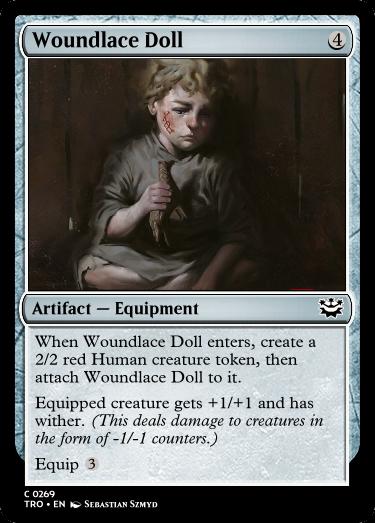 Woundlace Doll 4
Artifact — Equipment
When Woundlace Doll enters, create a
2/2 red Human creature token, then
attach Woundlace Doll to it.
Equipped creature gets +1/+1 and has
wither. (This deals damage to creatures in
the form of -1/-1 counters.)
Equip 3
C 0269
TRO • EN Sebastian Szmyd